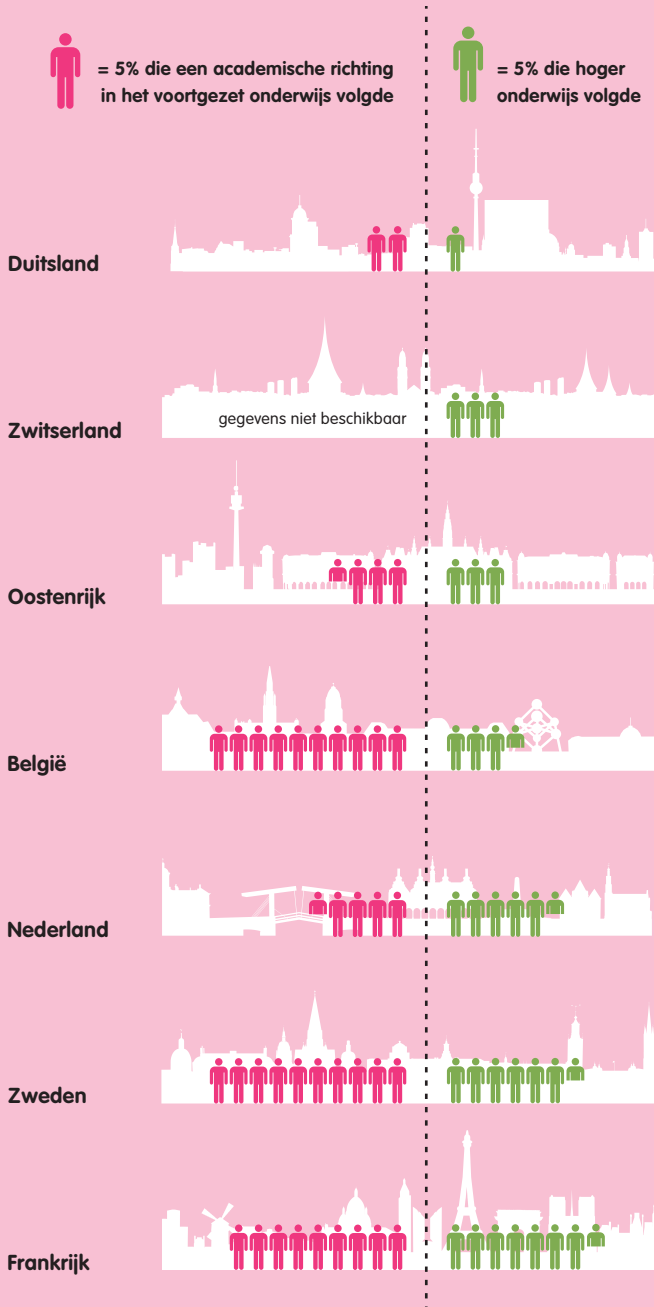 = 5% die een academische richting
in het voortgezet onderwijs volgde
= 5% die hoger
onderwijs volgde
Duitsland
Zwitserland
gegevens niet beschikbaar
Oostenrijk
België
Nederland
Zweden
Frankrijk